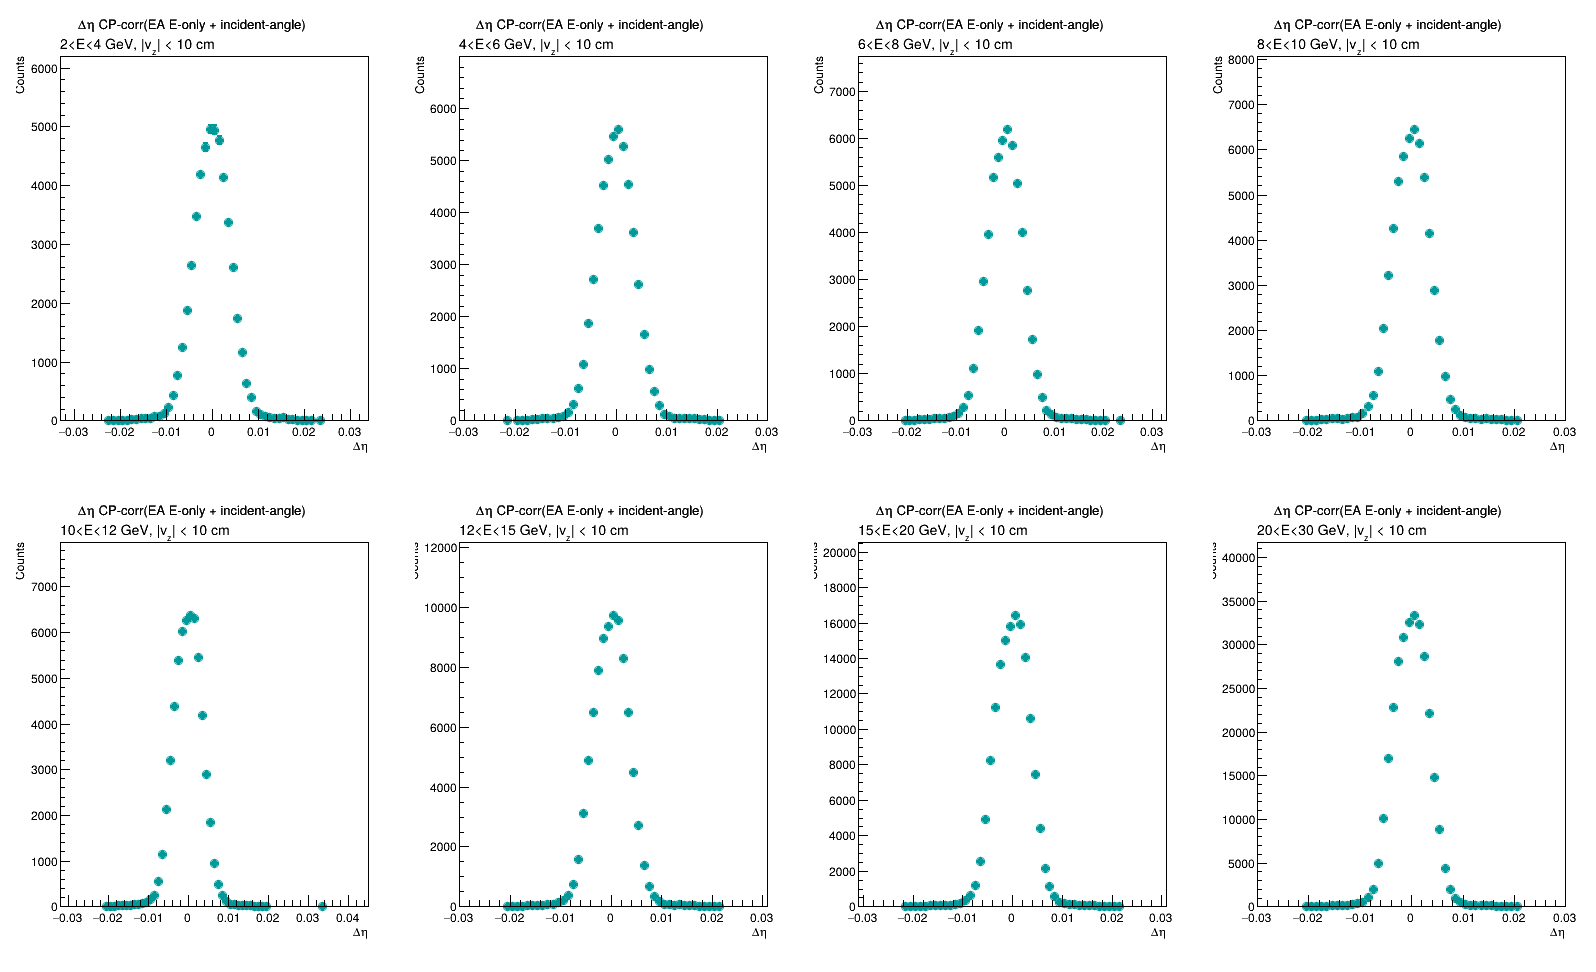 Δη CP-corr(EA E-only + incident-angle)
2<E<4 GeV, |v_z| < 10 cm
Counts
6000
5000
4000
3000
2000
1000
0
−0.03 −0.02 −0.01 0 0.01 0.02 0.03
Δη
Δη CP-corr(EA E-only + incident-angle)
4<E<6 GeV, |v_z| < 10 cm
Counts
6000
5000
4000
3000
2000
1000
0
−0.03 −0.02 −0.01 0 0.01 0.02 0.03
Δη
Δη CP-corr(EA E-only + incident-angle)
6<E<8 GeV, |v_z| < 10 cm
Counts
7000
6000
5000
4000
3000
2000
1000
0
−0.03 −0.02 −0.01 0 0.01 0.02 0.03
Δη
Δη CP-corr(EA E-only + incident-angle)
8<E<10 GeV, |v_z| < 10 cm
Counts
8000
7000
6000
5000
4000
3000
2000
1000
0
−0.03 −0.02 −0.01 0 0.01 0.02 0.03
Δη
Δη CP-corr(EA E-only + incident-angle)
10<E<12 GeV, |v_z| < 10 cm
Counts
7000
6000
5000
4000
3000
2000
1000
0
−0.03 −0.02 −0.01 0 0.01 0.02 0.03 0.04
Δη
Δη CP-corr(EA E-only + incident-angle)
12<E<15 GeV, |v_z| < 10 cm
Counts
12000
10000
8000
6000
4000
2000
0
−0.03 −0.02 −0.01 0 0.01 0.02 0.03
Δη
Δη CP-corr(EA E-only + incident-angle)
15<E<20 GeV, |v_z| < 10 cm
Counts
20000
18000
16000
14000
12000
10000
8000
6000
4000
2000
0
−0.03 −0.02 −0.01 0 0.01 0.02 0.03
Δη
Δη CP-corr(EA E-only + incident-angle)
20<E<30 GeV, |v_z| < 10 cm
Counts
40000
35000
30000
25000
20000
15000
10000
5000
0
−0.03 −0.02 −0.01 0 0.01 0.02 0.03
Δη